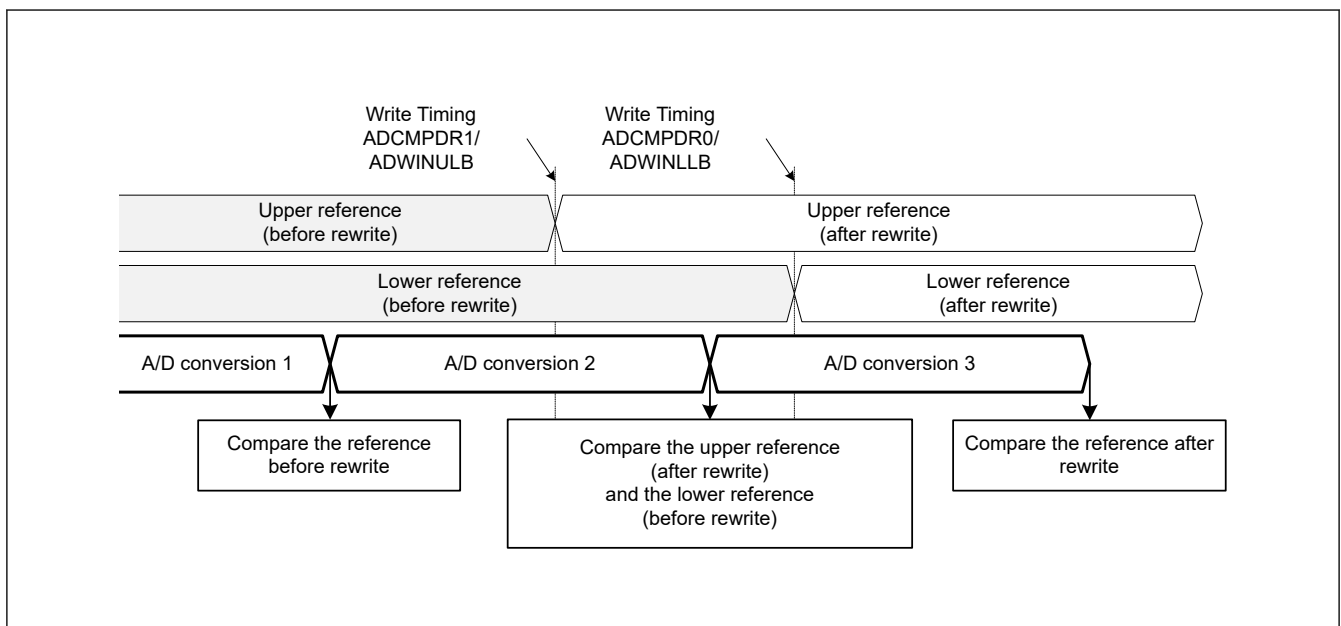 Write Timing
ADCMPDR1/
ADWINULB
Write Timing
ADCMPDR0/
ADWINLLB
Upper reference
(before rewrite)
Upper reference
(after rewrite)
Lower reference
(before rewrite)
Lower reference
(after rewrite)
A/D conversion 1
A/D conversion 2
A/D conversion 3
Compare the reference
before rewrite
Compare the upper reference
(after rewrite)
and the lower reference
(before rewrite)
Compare the reference after
rewrite